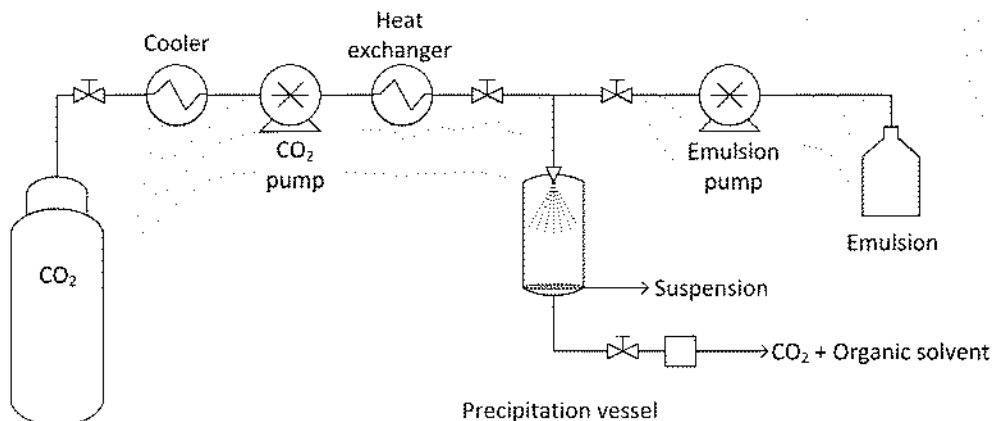 Heat
exchanger
Cooler
CO₂
pump
Emulsion
pump
Emulsion
CO₂
Suspension
CO₂ + Organic solvent
Precipitation vessel